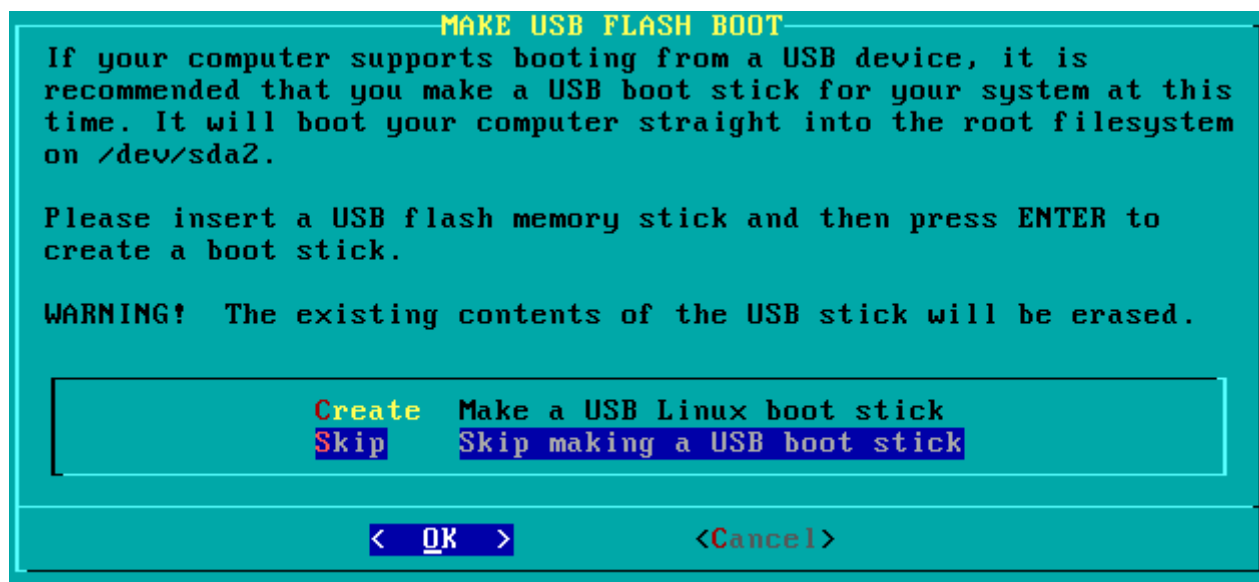 MAKE USB FLASH BOOT
If your computer supports booting from a USB device, it is
recommended that you make a USB boot stick for your system at this
time. It will boot your computer straight into the root filesystem
on /dev/sda2.
Please insert a USB flash memory stick and then press ENTER to
create a boot stick.
WARNING!  The existing contents of the USB stick will be erased.
Create  Make a USB Linux boot stick
Skip    Skip making a USB boot stick
<  OK  >          <Cancel>